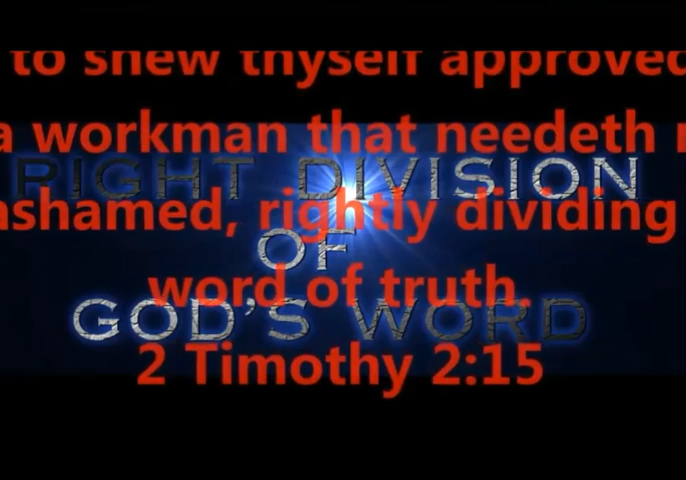 to shew thyself approved
a workman that needeth
RIGHT DIVISION
ashamed, rightly dividing
OF
word of truth.
GOD'S WORD
2 Timothy 2:15